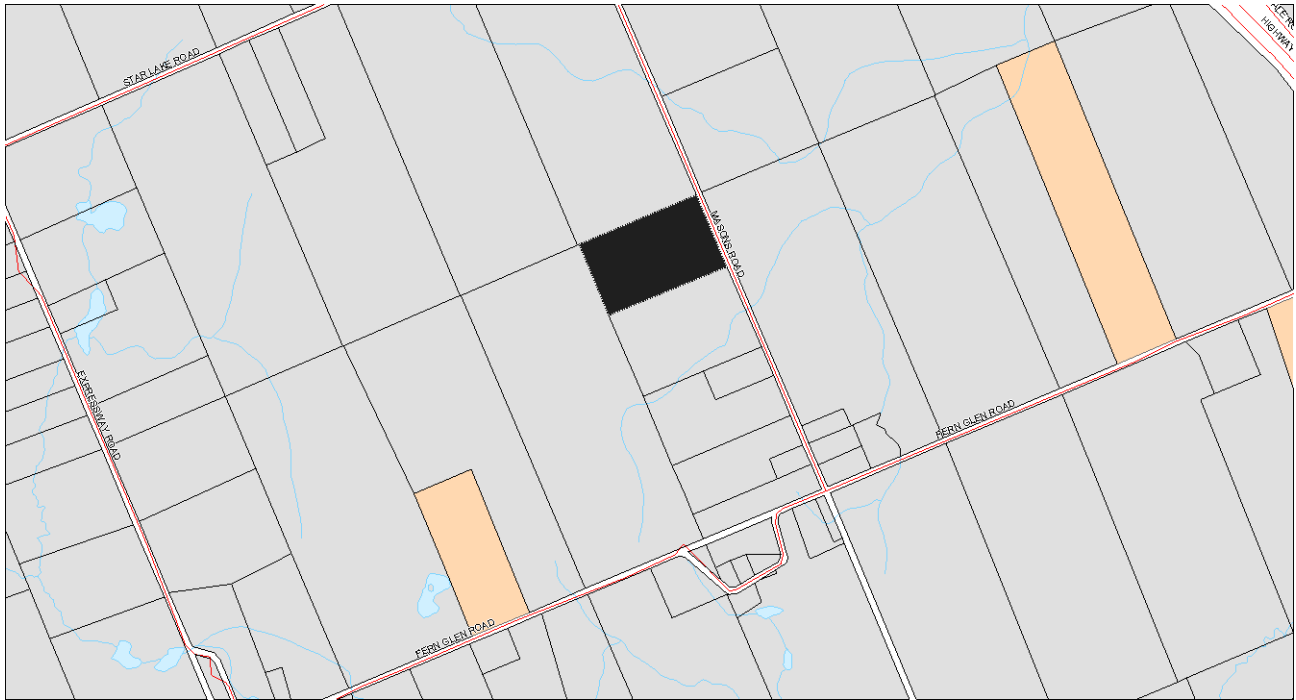 STAR LAKE ROAD
HIGHWAY
MASONS ROAD
EXPRESSWAY ROAD
FERN GLEN ROAD
FERN GLEN ROAD